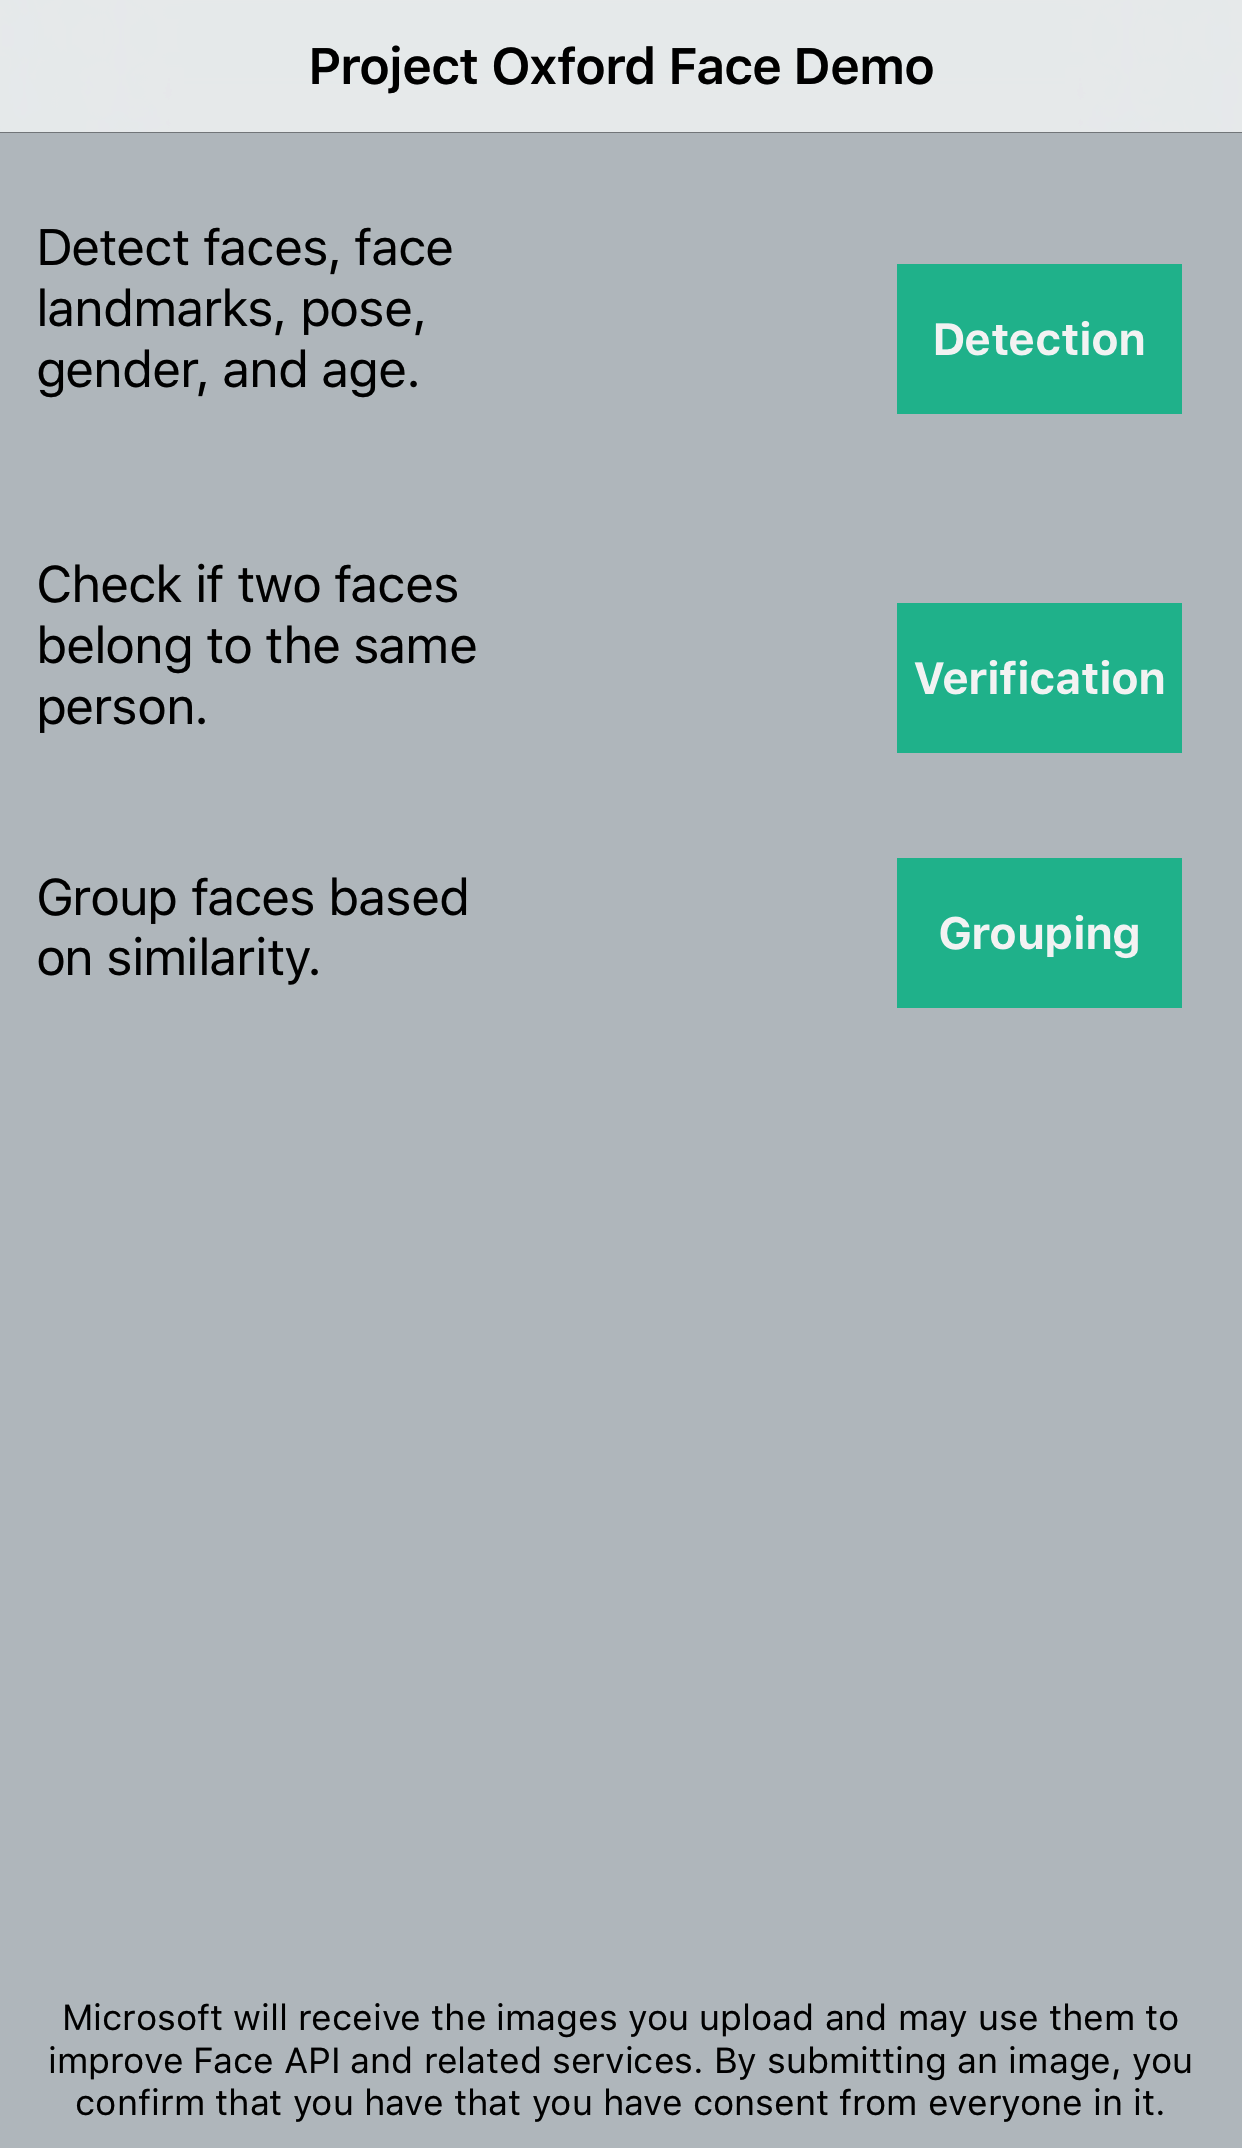 Project Oxford Face Demo
Detect faces, face
landmarks, pose,
gender, and age.
Detection
Check if two faces
belong to the same
person.
Verification
Group faces based
on similarity.
Grouping
Microsoft will receive the images you upload and may use them to
improve Face API and related services. By submitting an image, you
confirm that you have that you have consent from everyone in it.